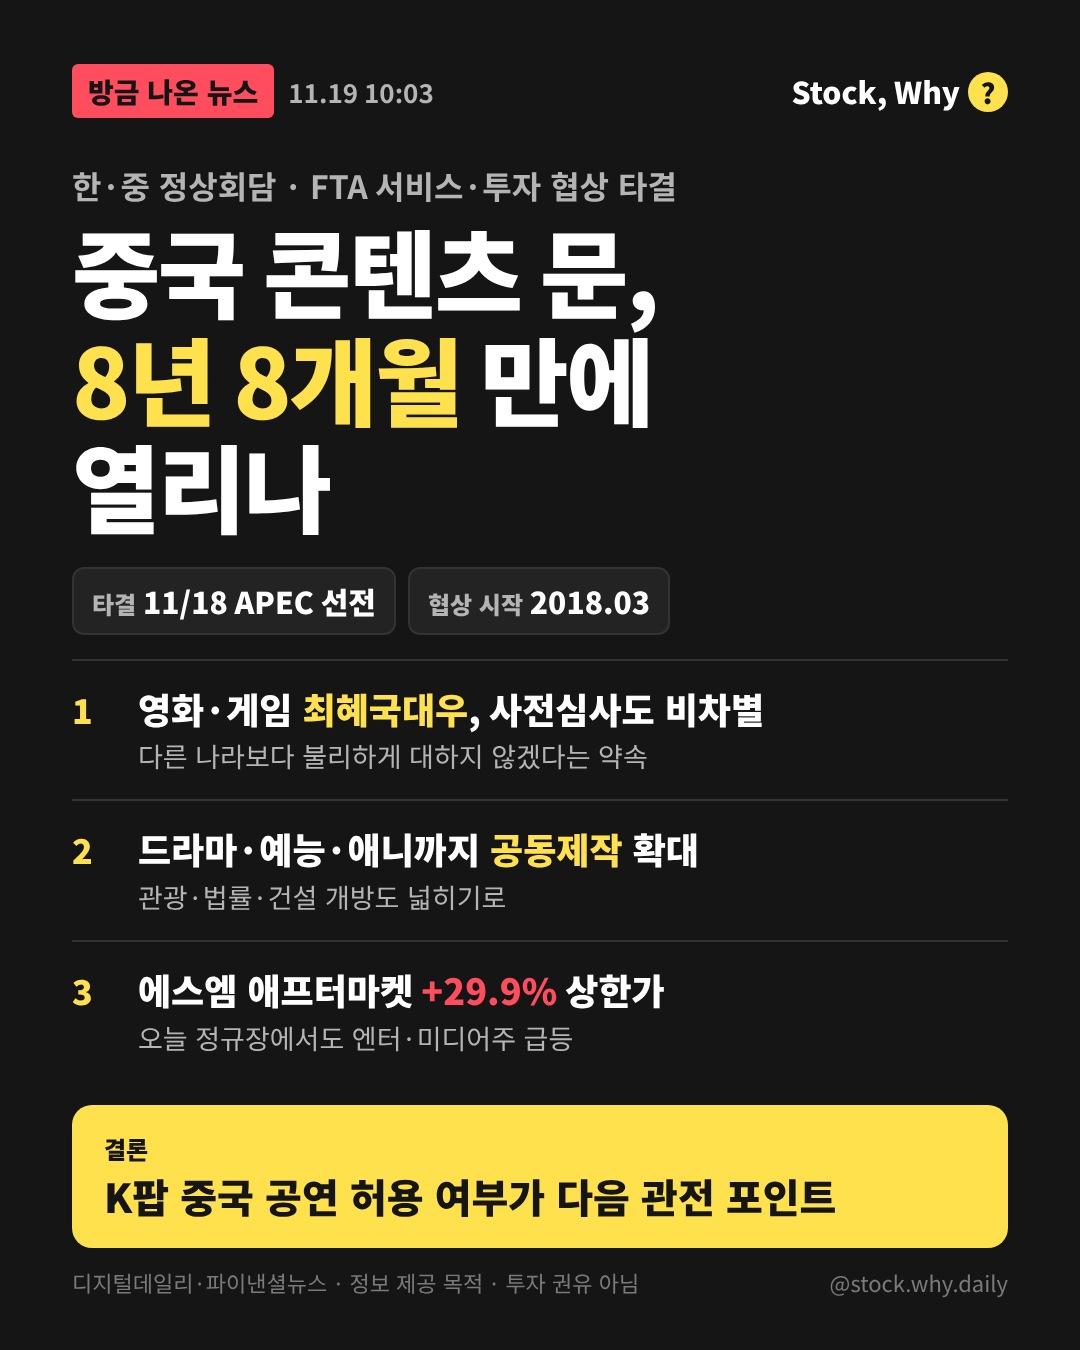 방금 나온 뉴스 11.19 10:03 Stock, Why ?
한·중 정상회담 · FTA 서비스·투자 협상 타결
중국 콘텐츠 문,
8년 8개월 만에
열리나
타결 11/18 APEC 선전 협상 시작 2018.03
1 영화·게임 최혜국대우, 사전심사도 비차별
다른 나라보다 불리하게 대하지 않겠다는 약속
2 드라마·예능·애니까지 공동제작 확대
관광·법률·건설 개방도 넓히기로
3 에스엠 애프터마켓 +29.9% 상한가
오늘 정규장에서도 엔터·미디어주 급등
결론
K팝 중국 공연 허용 여부가 다음 관전 포인트
디지털데일리·파이낸셜뉴스 · 정보 제공 목적 · 투자 권유 아님 @stock.why.daily